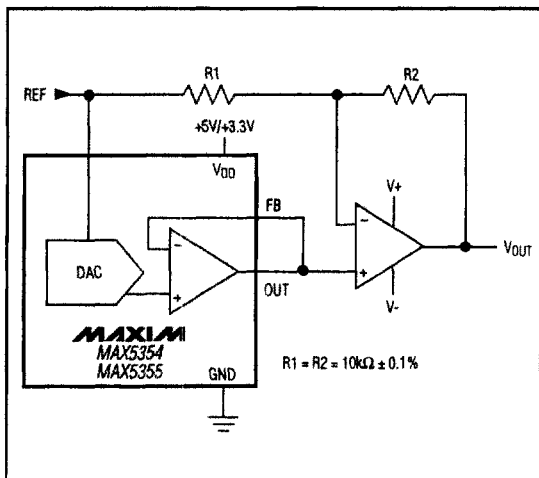 R1
R2
REF
+5V/+3.3V
VDD
FB
V+
-
-
DAC
VOUT
+
OUT
+
V-
MAXIM
MAX5354
MAX5355
GND
R1 = R2 = 10kΩ ± 0.1%